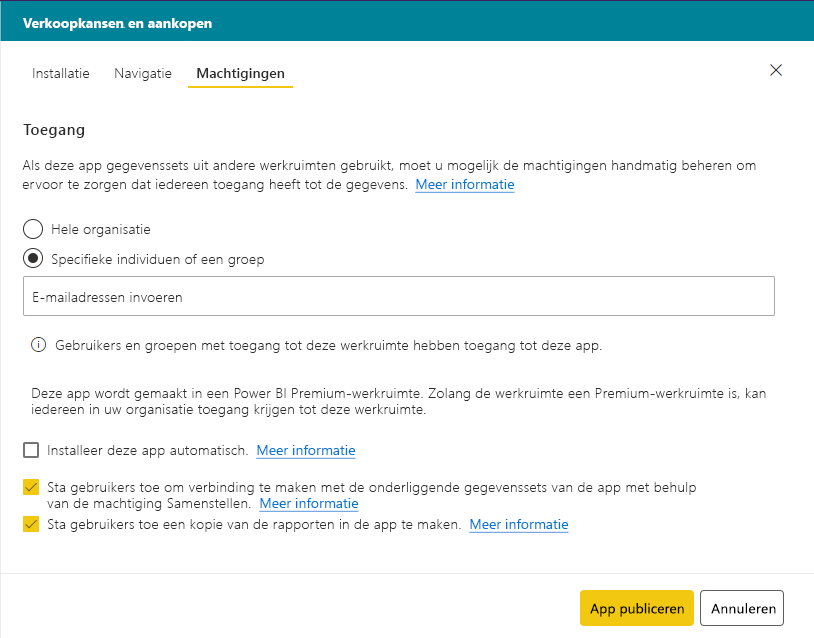 Verkoopkansen en aankopen
Installatie Navigatie Machtigingen
Toegang
Als deze app gegevenssets uit andere werkruimten gebruikt, moet u mogelijk de machtigingen handmatig beheren om
ervoor te zorgen dat iedereen toegang heeft tot de gegevens. Meer informatie
Hele organisatie
Specifieke individuen of een groep
E-mailadressen invoeren
Gebruikers en groepen met toegang tot deze werkruimte hebben toegang tot deze app.
Deze app wordt gemaakt in een Power BI Premium-werkruimte. Zolang de werkruimte een Premium-werkruimte is, kan
iedereen in uw organisatie toegang krijgen tot deze werkruimte.
Installeer deze app automatisch. Meer informatie
Sta gebruikers toe om verbinding te maken met de onderliggende gegevenssets van de app met behulp
van de machtiging Samenstellen. Meer informatie
Sta gebruikers toe een kopie van de rapporten in de app te maken. Meer informatie
App publiceren Annuleren